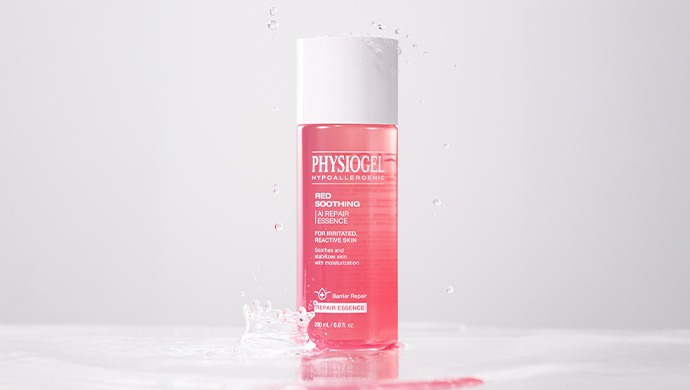 PHYSIOGEL
HYPOALLERGENIC
RED
SOOTHING
AI REPAIR
ESSENCE
FOR IRRITATED,
REACTIVE SKIN
Soothes and
stabilizes skin
with moisturization
Barrier Repair
REPAIR ESSENCE
200 mL / 6.6 fl. oz.